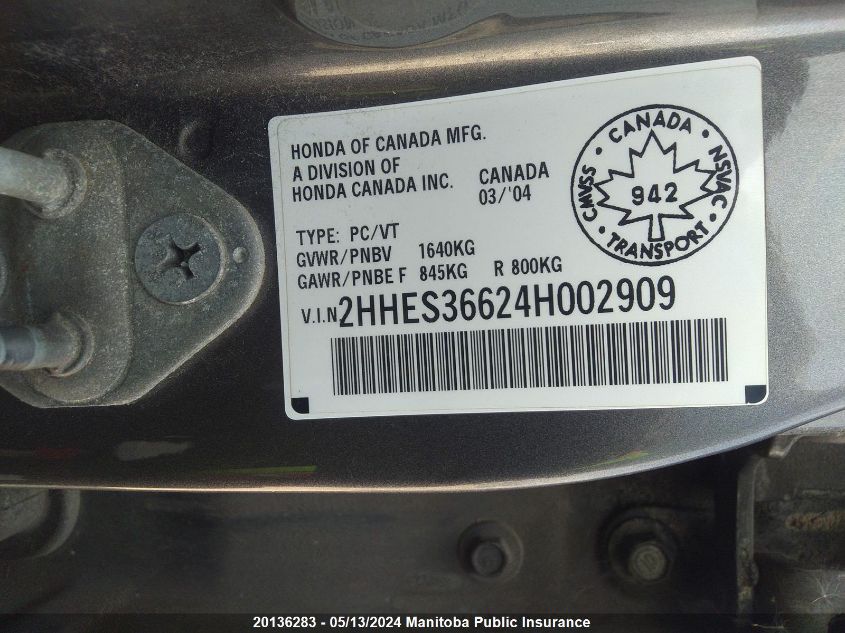 HONDA OF CANADA MFG.
A DIVISION OF
HONDA CANADA INC.
CANADA
03/'04
TYPE: PC/VT
GVWR/PNBV 1640KG
GAWR/PNBE F 845KG R 800KG
V.I.N 2HHES36624H002909
CANADA
NSVAC
TRANSPORT
CMVSS
942
20136283 - 05/13/2024 Manitoba Public Insurance